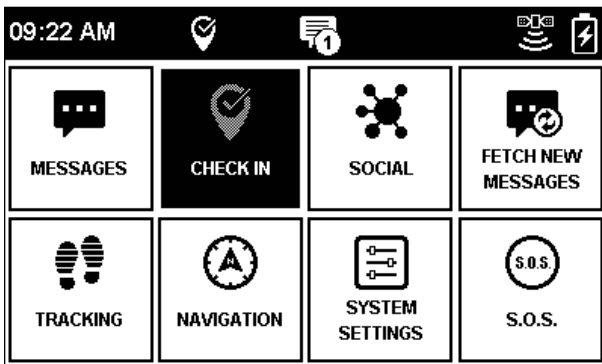 09:22 AM
1
MESSAGES
CHECK IN
SOCIAL
FETCH NEW
MESSAGES
TRACKING
N
NAVIGATION
SYSTEM
SETTINGS
S.O.S.
S.O.S.